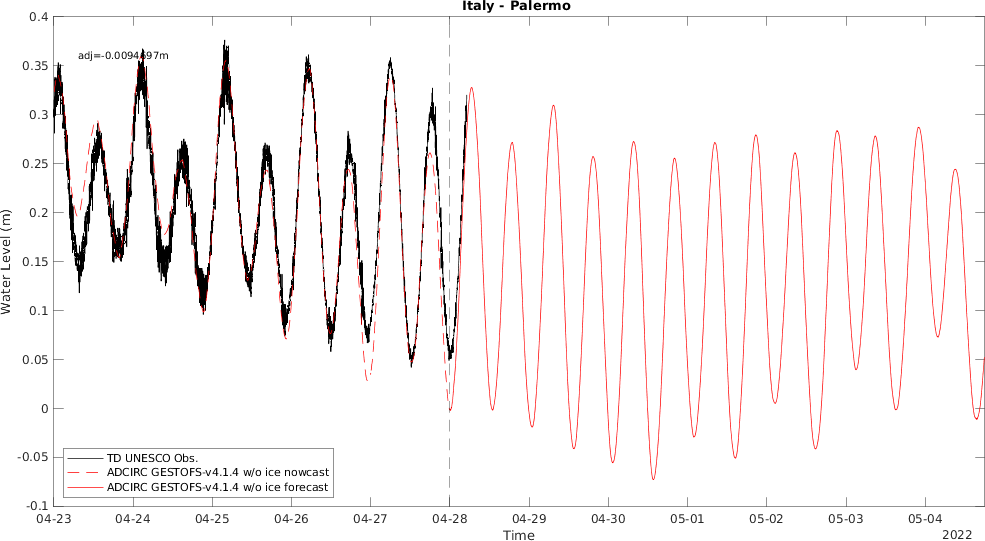 Italy - Palermo
0.4
0.35
0.3
0.25
0.2
0.15
0.1
0.05
0
-0.05
-0.1
Water Level (m)
adj=-0.0094697m
TD UNESCO Obs.
ADCIRC GESTOFS-v4.1.4 w/o ice nowcast
ADCIRC GESTOFS-v4.1.4 w/o ice forecast
04-23 04-24 04-25 04-26 04-27 04-28 04-29 04-30 05-01 05-02 05-03 05-04
Time
2022